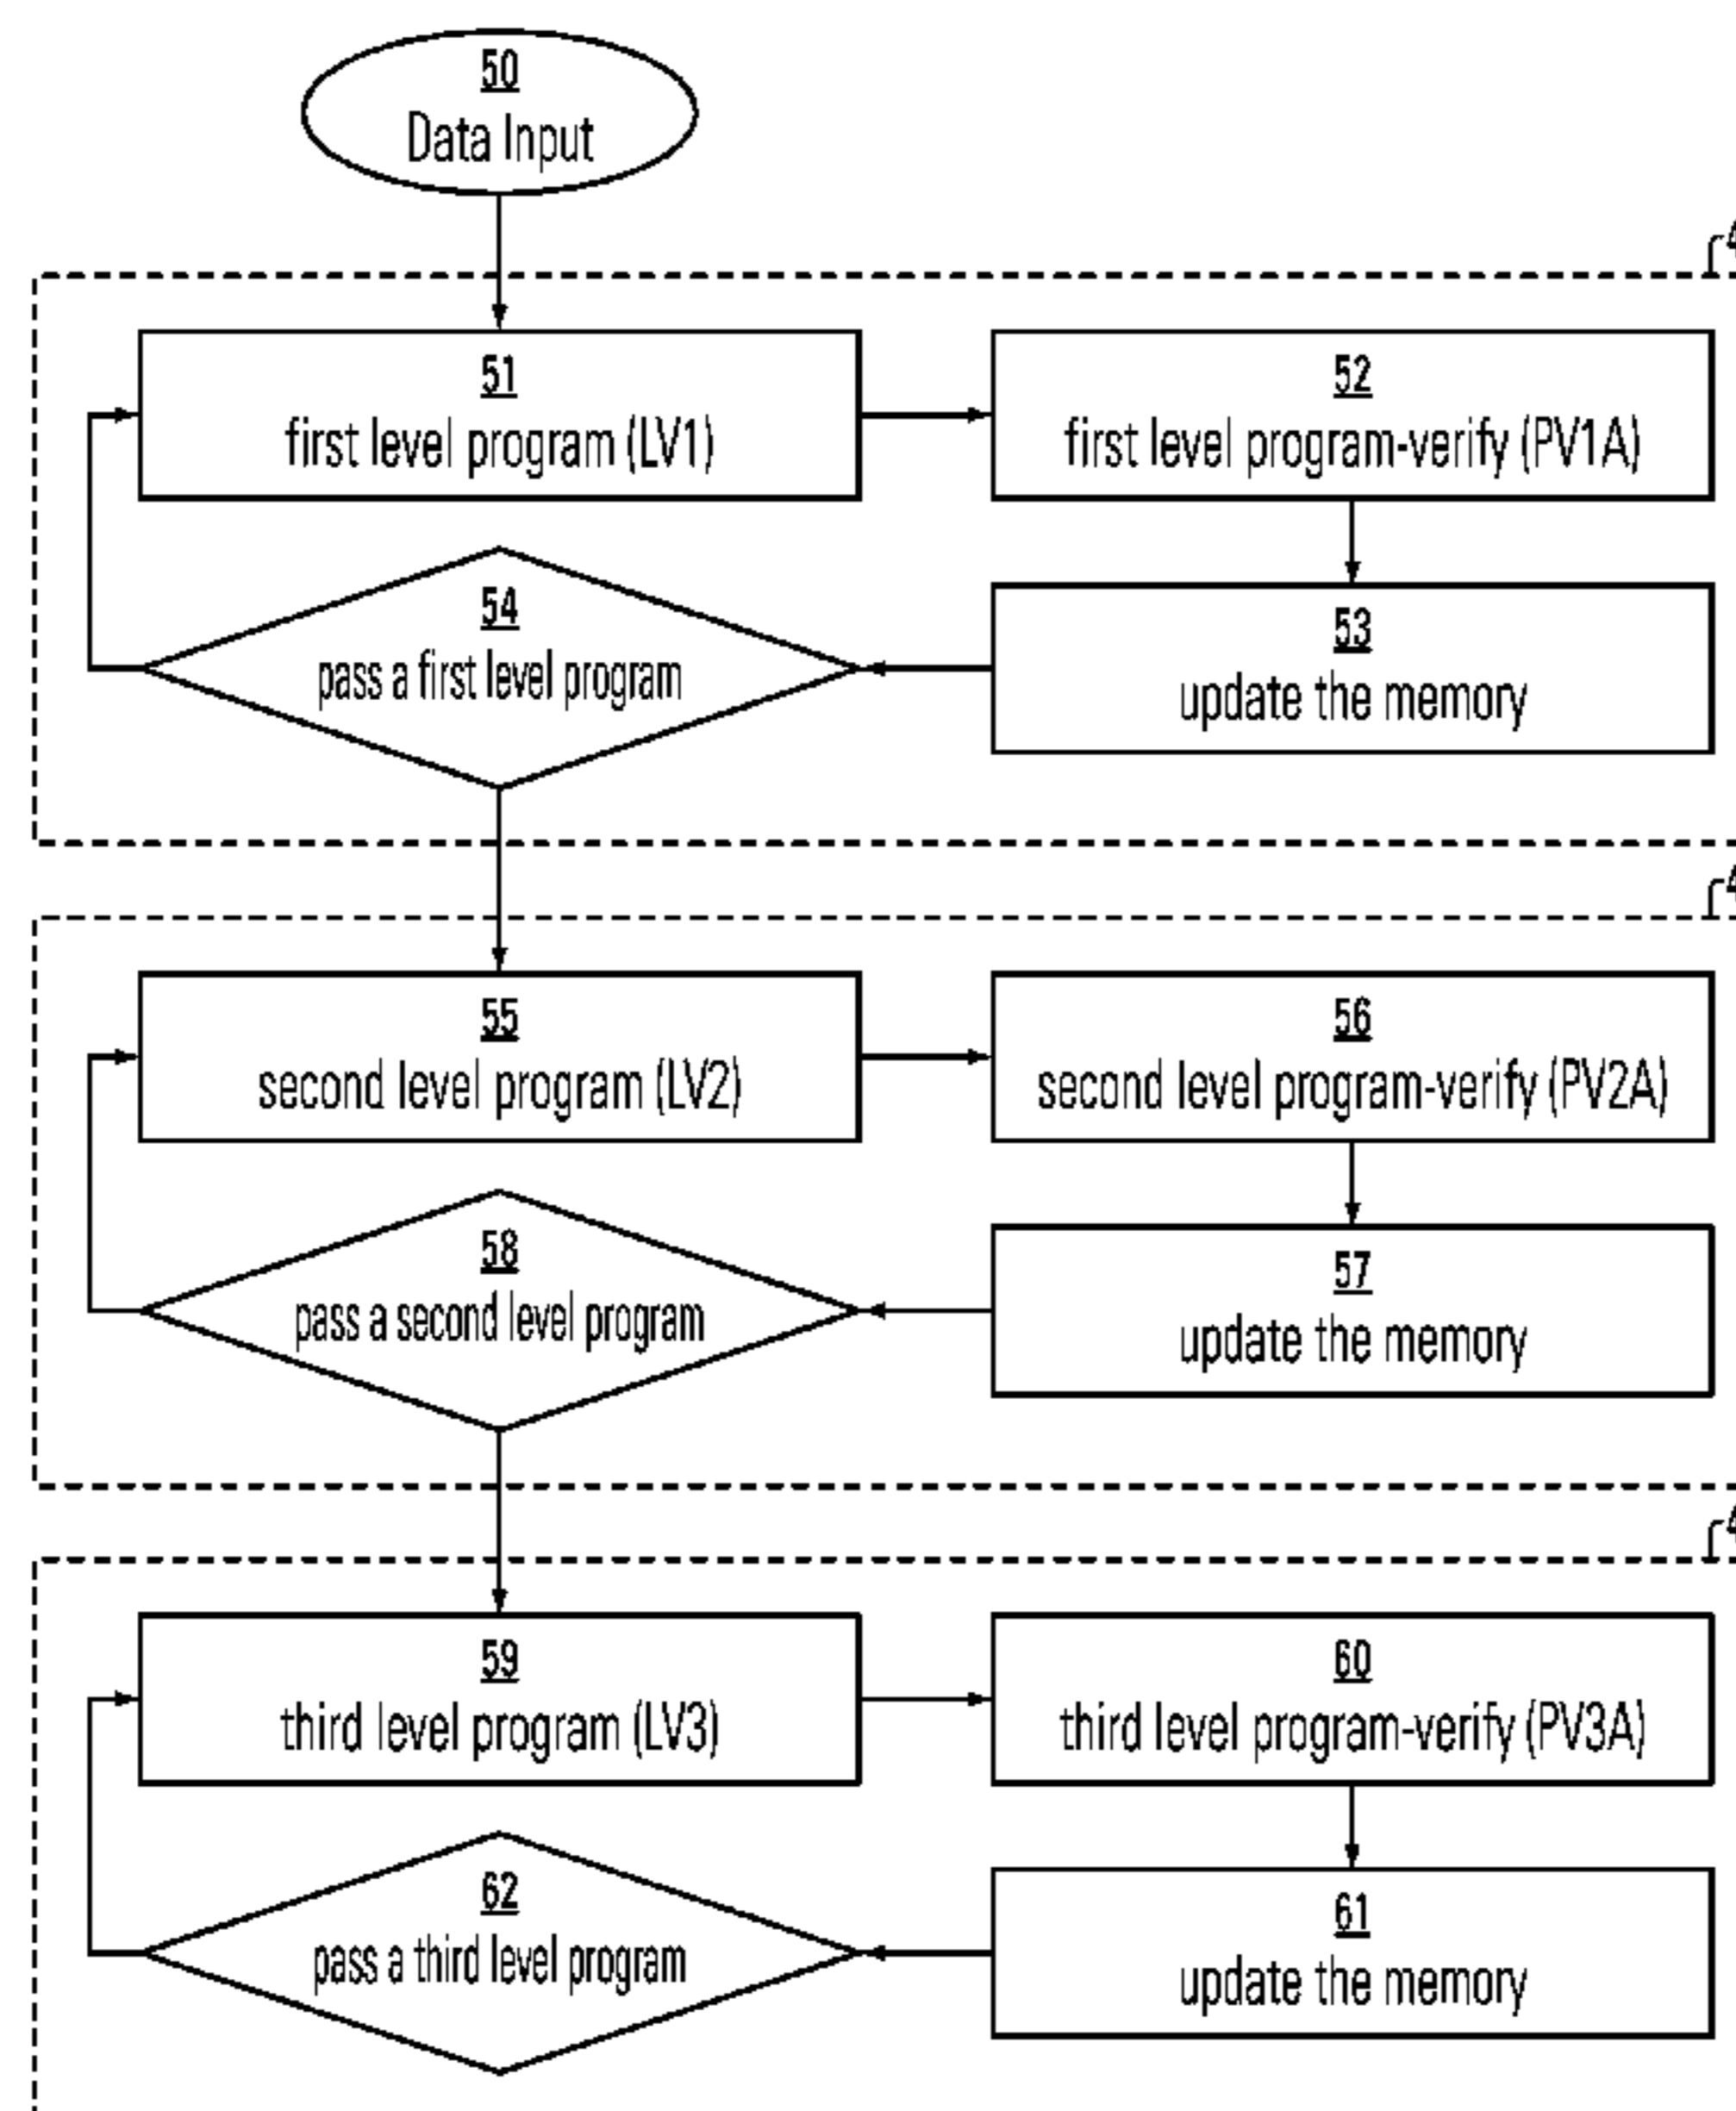 50
Data Input
51
first level program (LV1)
52
first level program-verify (PV1A)
54
pass a first level program
53
update the memory
55
second level program (LV2)
56
second level program-verify (PV2A)
58
pass a second level program
57
update the memory
59
third level program (LV3)
60
third level program-verify (PV3A)
62
pass a third level program
61
update the memory